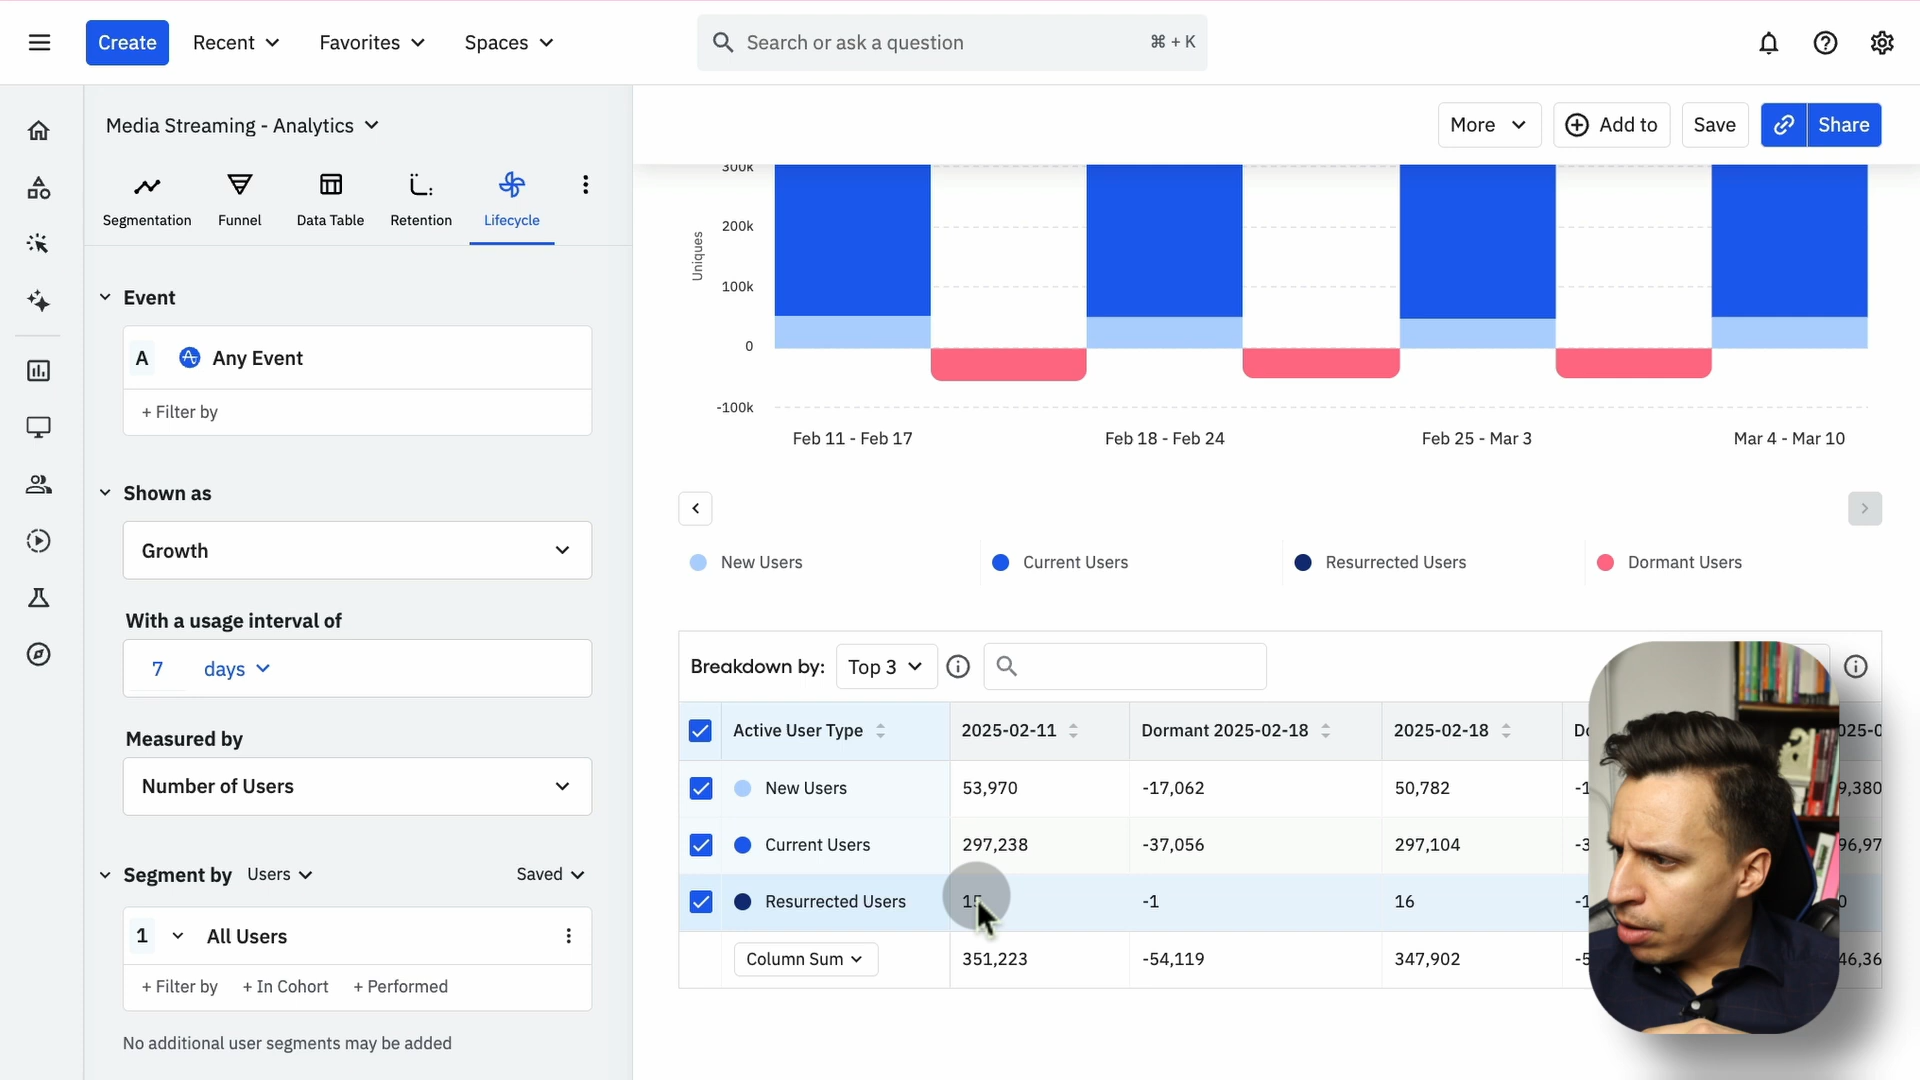 Create
Recent
Favorites
Spaces
Search or ask a question
⌘ + K
Media Streaming - Analytics
More
Add to
Save
Share
Segmentation
Funnel
Data Table
Retention
Lifecycle
Event
A
Any Event
+ Filter by
Shown as
Growth
With a usage interval of
7
days
Measured by
Number of Users
Segment by
Users
Saved
1
All Users
+ Filter by
+ In Cohort
+ Performed
No additional user segments may be added
300k
200k
100k
0
-100k
Uniques
Feb 11 - Feb 17
Feb 18 - Feb 24
Feb 25 - Mar 3
Mar 4 - Mar 10
New Users
Current Users
Resurrected Users
Dormant Users
Breakdown by:
Top 3
Active User Type
2025-02-11
Dormant 2025-02-18
2025-02-18
New Users
53,970
-17,062
50,782
Current Users
297,238
-37,056
297,104
Resurrected Users
15
-1
16
Column Sum
351,223
-54,119
347,902